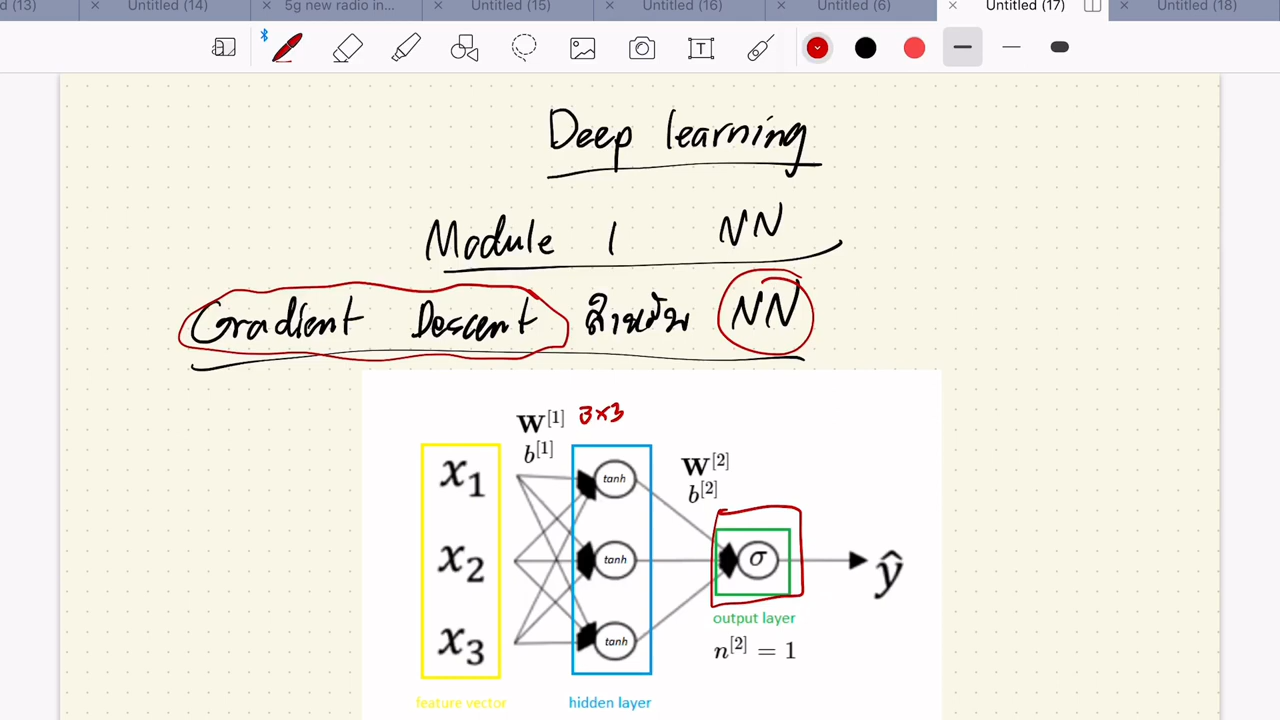 (13) Untitled (14) 5g new radio in... Untitled (15) Untitled (16) Untitled (6) Untitled (17) Untitled (18)
T
Deep learning
Module 1 NN
Gradient Descent สำหรับ NN
W[1] 3×3
b[1]
x1 tanh W[2]
b[2]
x2 tanh σ ŷ
output layer
x3 tanh n[2] = 1
feature vector hidden layer